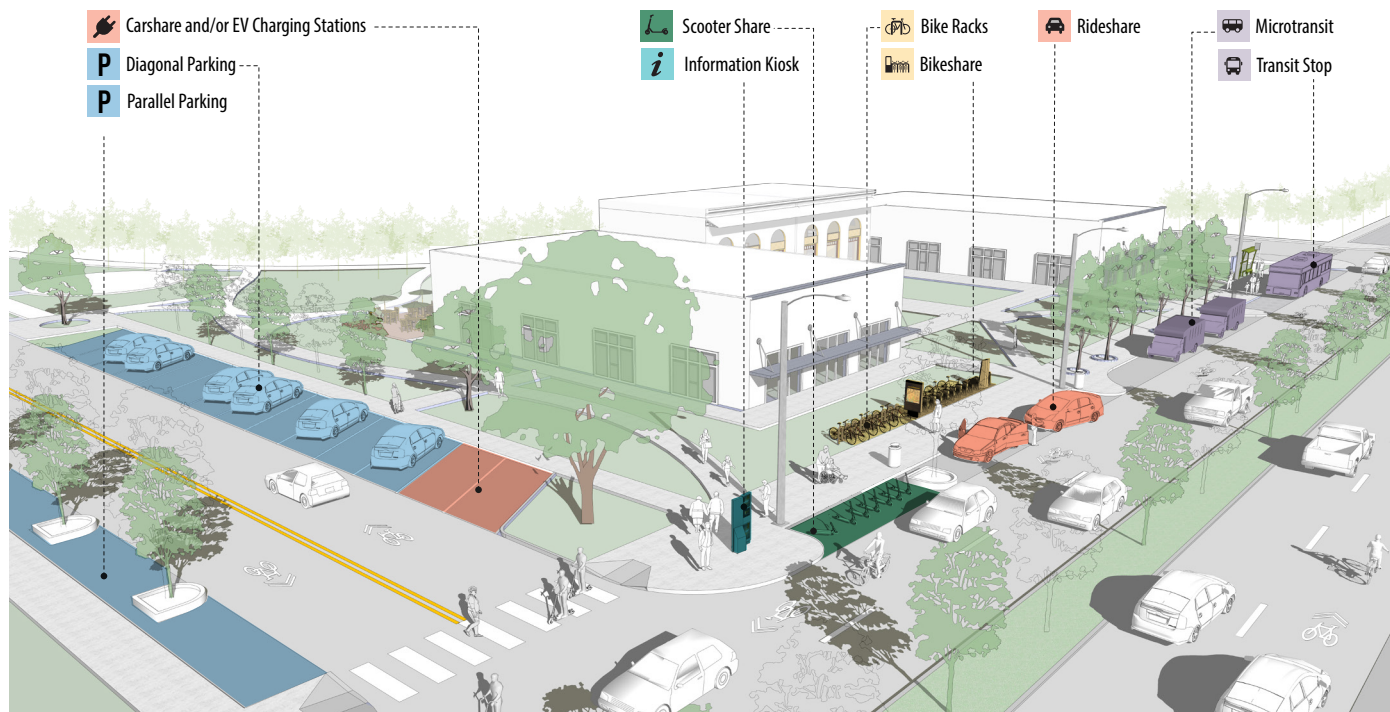 Carshare and/or EV Charging Stations
P Diagonal Parking
P Parallel Parking
Scooter Share
i Information Kiosk
Bike Racks
Bikeshare
Rideshare
Microtransit
Transit Stop